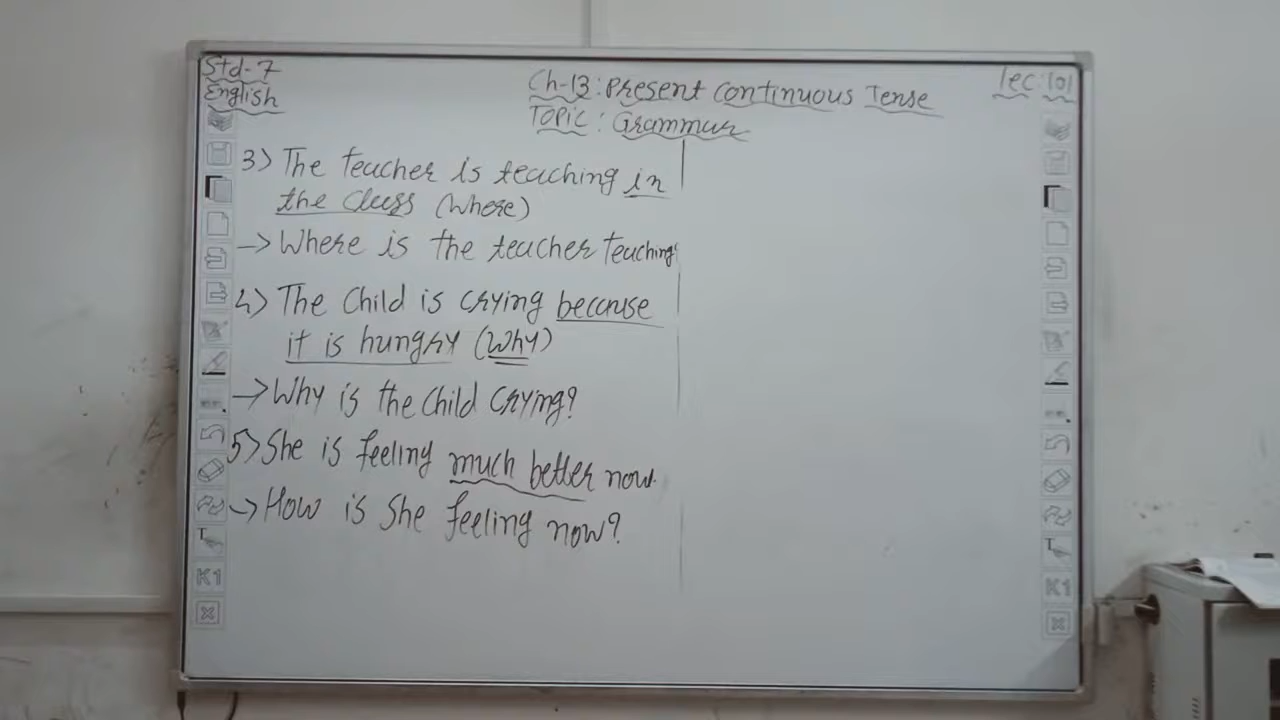 Std-7
English
Ch-13: Present Continuous Tense
Topic: Grammar
lec:101
3) The teacher is teaching in
the class (where)
→ Where is the teacher teaching?
4) The child is crying because
it is hungry (Why)
→ Why is the child crying?
5) She is feeling much better now.
→ How is she feeling now?
T
K1
T
K1